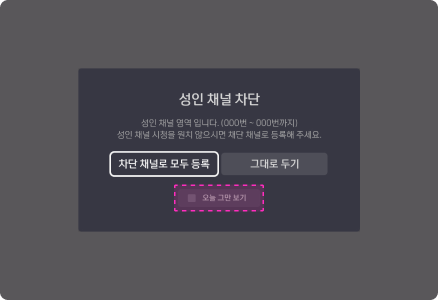 성인 채널 차단
성인 채널 영역 입니다. (000번 ~ 000번까지)
성인 채널 시청을 원치 않으시면 채단 채널로 등록해 주세요.
차단 채널로 모두 등록
그대로 두기
오늘 그만 보기